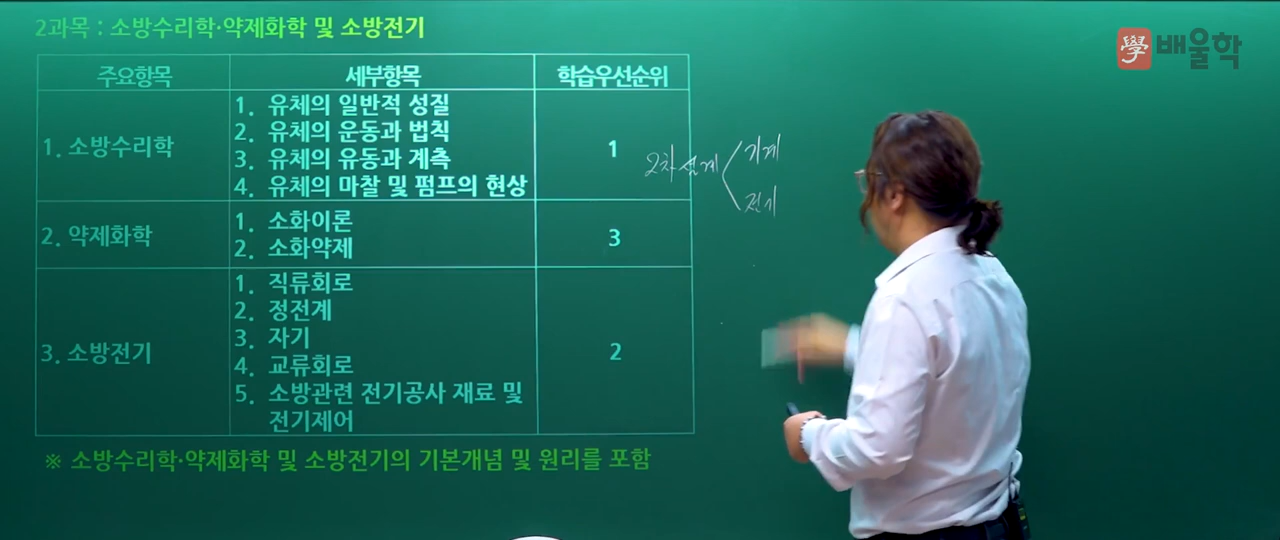 2과목 : 소방수리학·약제화학 및 소방전기
學 배울학
주요항목 세부항목 학습우선순위
1. 소방수리학
1. 유체의 일반적 성질
2. 유체의 운동과 법칙
3. 유체의 유동과 계측
4. 유체의 마찰 및 펌프의 현상
1
2. 약제화학
1. 소화이론
2. 소화약제
3
3. 소방전기
1. 직류회로
2. 정전계
3. 자기
4. 교류회로
5. 소방관련 전기공사 재료 및
전기제어
2
※ 소방수리학·약제화학 및 소방전기의 기본개념 및 원리를 포함
2차 설계
기계
전기